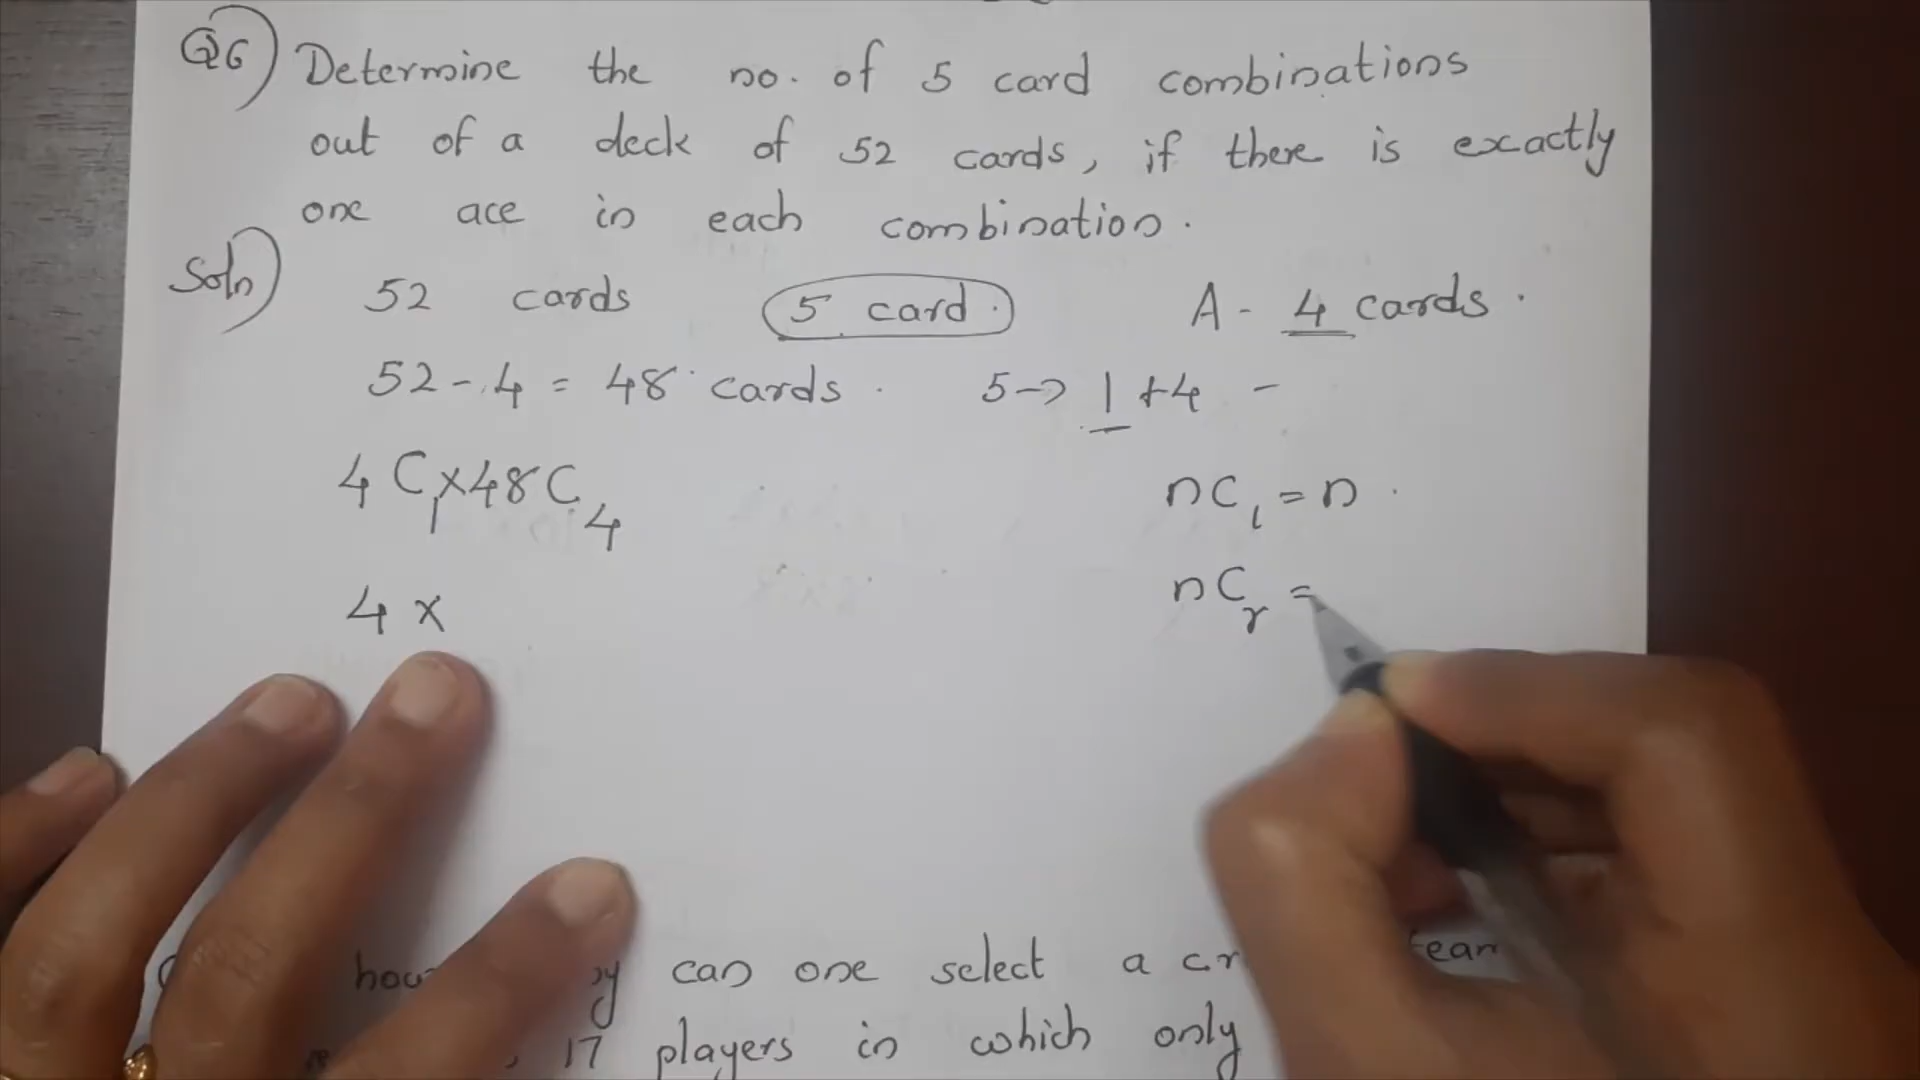 Q6) Determine the no. of 5 card combinations
out of a deck of 52 cards, if there is exactly
one ace in each combination.
Soln) 52 cards 5 card. A - 4 cards.
52 - 4 = 48 cards. 5 -> 1 + 4 -
4C1 x 48C4 nC1 = n.
4 x nCr =
can one select a
17 players in which only